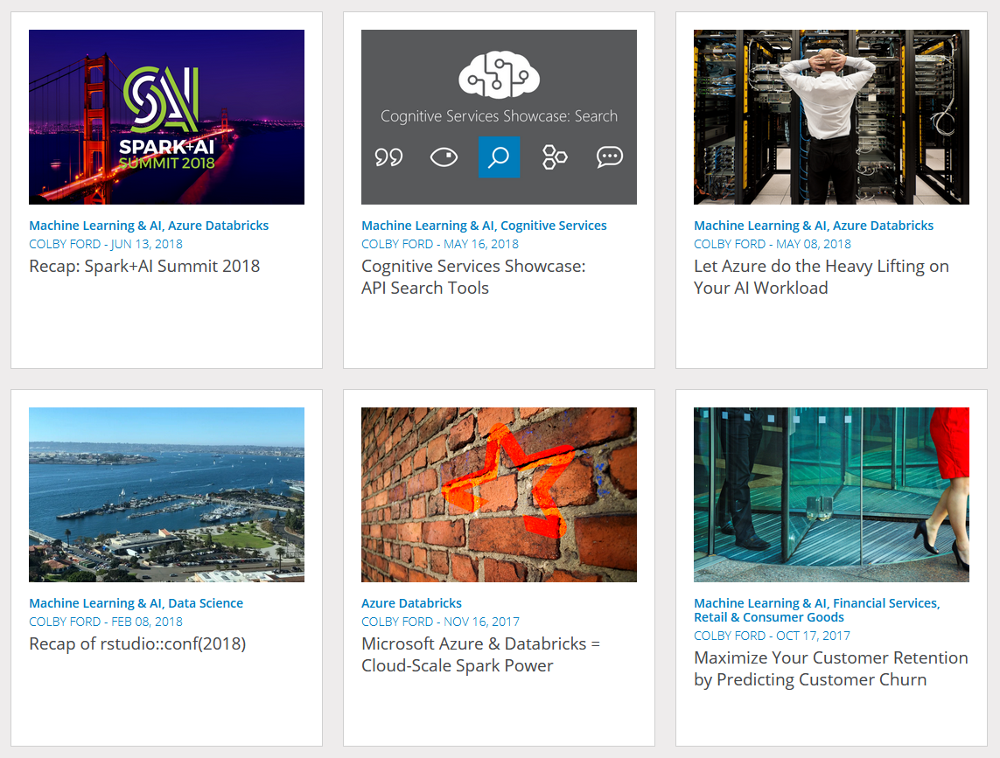 SAI
SPARK+AI
SUMMIT 2018
Machine Learning & AI, Azure Databricks
COLBY FORD - JUN 13, 2018
Recap: Spark+AI Summit 2018
Cognitive Services Showcase: Search
Machine Learning & AI, Cognitive Services
COLBY FORD - MAY 16, 2018
Cognitive Services Showcase:
API Search Tools
Machine Learning & AI, Azure Databricks
COLBY FORD - MAY 08, 2018
Let Azure do the Heavy Lifting on
Your AI Workload
Machine Learning & AI, Data Science
COLBY FORD - FEB 08, 2018
Recap of rstudio::conf(2018)
Azure Databricks
COLBY FORD - NOV 16, 2017
Microsoft Azure & Databricks =
Cloud-Scale Spark Power
Machine Learning & AI, Financial Services,
Retail & Consumer Goods
COLBY FORD - OCT 17, 2017
Maximize Your Customer Retention
by Predicting Customer Churn